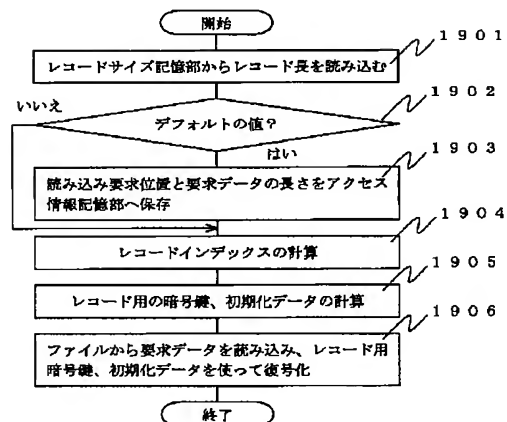 開始
1901
レコードサイズ記憶部からレコード長を読み込む
1902
いいえ
デフォルトの値?
はい
1903
読み込み要求位置と要求データの長さをアクセス
情報記憶部へ保存
1904
レコードインデックスの計算
1905
レコード用の暗号鍵、初期化データの計算
1906
ファイルから要求データを読み込み、レコード用
暗号鍵、初期化データを使って復号化
終了